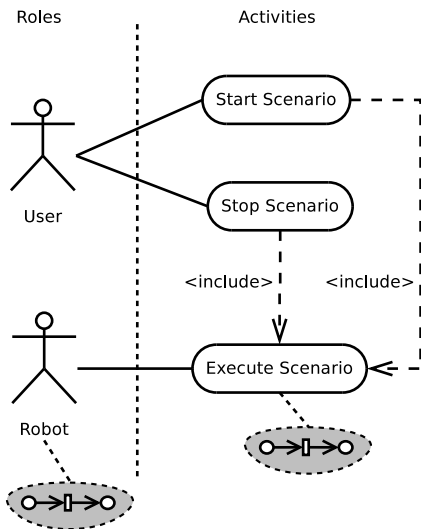 Roles
Activities
Start Scenario
User
Stop Scenario
<include>
<include>
Execute Scenario
Robot